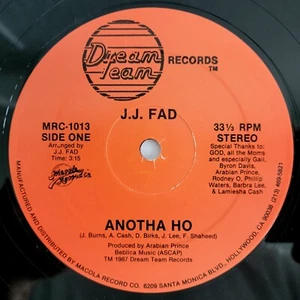 Dream
Team
RECORDS
TM
J.J. FAD
MRC-1013
SIDE ONE
Arranged by
J.J. FAD
Time: 3:15
Macola
Records
33⅓ RPM
STEREO
Special Thanks to:
GOD, all the Moms
and especially Gail,
Byron Davis,
Arabian Prince,
Rodney O, Phillip
Waters, Barbra Lee,
& Lamiesha Cash
ANOTHA HO
(J. Burns, A. Cash, D. Birks, J. Lee, F. Shaheed)
Produced by Arabian Prince
Beblica Music (ASCAP)
TM 1987 Dream Team Records
MANUFACTURED AND DISTRIBUTED BY MACOLA RECORD CO. 6209 SANTA MONICA BLVD., HOLLYWOOD, CA 90038 (213) 469-5821